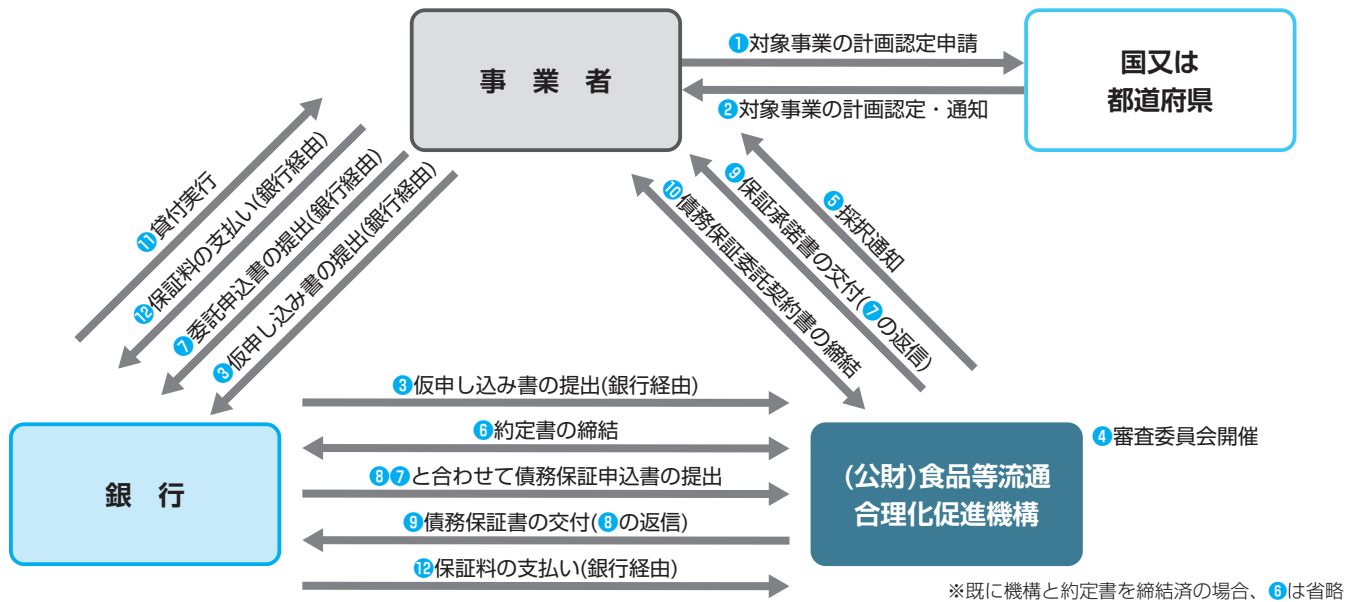 事 業 者
❶対象事業の計画認定申請
国又は
都道府県
❷対象事業の計画認定・通知
⓫貸付実行
⓬保証料の支払い(銀行経由)
❼委託申込書の提出(銀行経由)
❸仮申し込み書の提出(銀行経由)
❿債務保証委託契約書の締結
❾保証承諾書の交付(❼の返信)
❺採択通知
❸仮申し込み書の提出(銀行経由)
❻約定書の締結
❽❼と合わせて債務保証申込書の提出
❾債務保証書の交付(❽の返信)
⓬保証料の支払い(銀行経由)
銀 行
(公財)食品等流通
合理化促進機構
❹審査委員会開催
※既に機構と約定書を締結済の場合、❻は省略